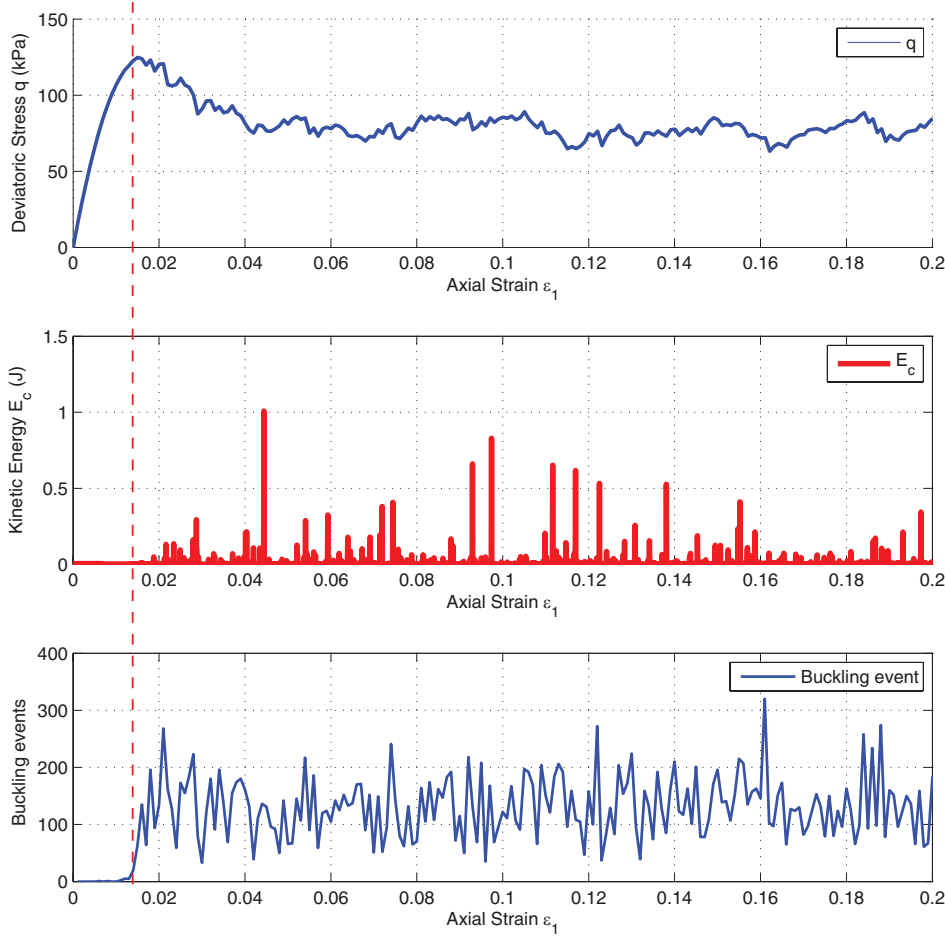 150
100
50
0
Deviatoric Stress q (kPa)
q
0 0.02 0.04 0.06 0.08 0.1 0.12 0.14 0.16 0.18 0.2
Axial Strain ε₁
1.5
1
0.5
0
Kinetic Energy E_c (J)
E_c
0 0.02 0.04 0.06 0.08 0.1 0.12 0.14 0.16 0.18 0.2
Axial Strain ε₁
400
300
200
100
0
Buckling events
Buckling event
0 0.02 0.04 0.06 0.08 0.1 0.12 0.14 0.16 0.18 0.2
Axial Strain ε₁